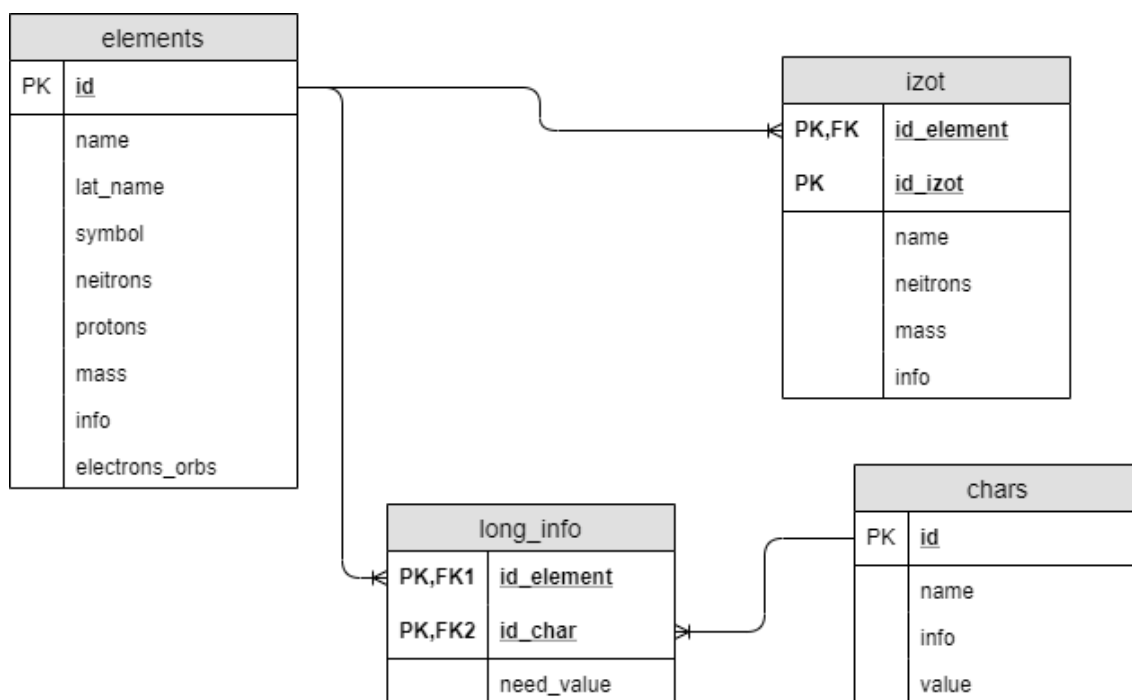 elements
PK id
name
lat_name
symbol
neitrons
protons
mass
info
electrons_orbs
izot
PK,FK id_element
PK id_izot
name
neitrons
mass
info
long_info
PK,FK1 id_element
PK,FK2 id_char
need_value
chars
PK id
name
info
value